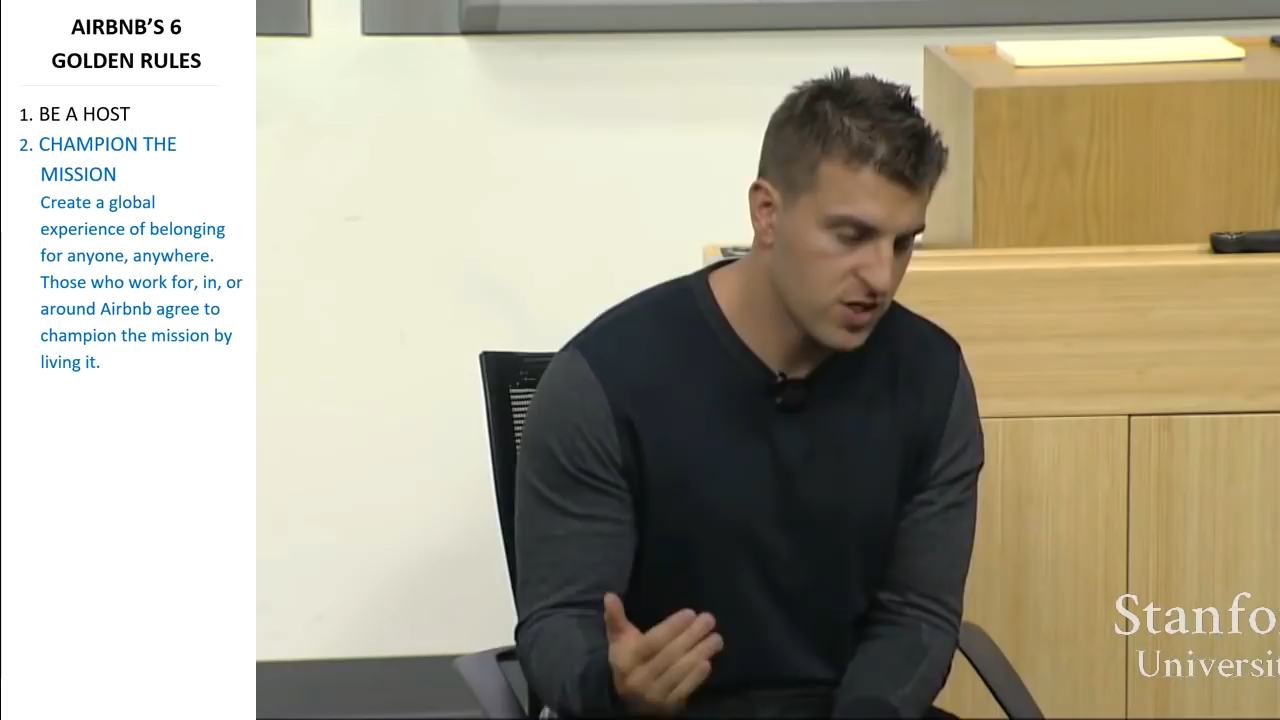 AIRBNB’S 6
GOLDEN RULES
1. BE A HOST
2. CHAMPION THE
MISSION
Create a global
experience of belonging
for anyone, anywhere.
Those who work for, in, or
around Airbnb agree to
champion the mission by
living it.
Stanfo
Universi